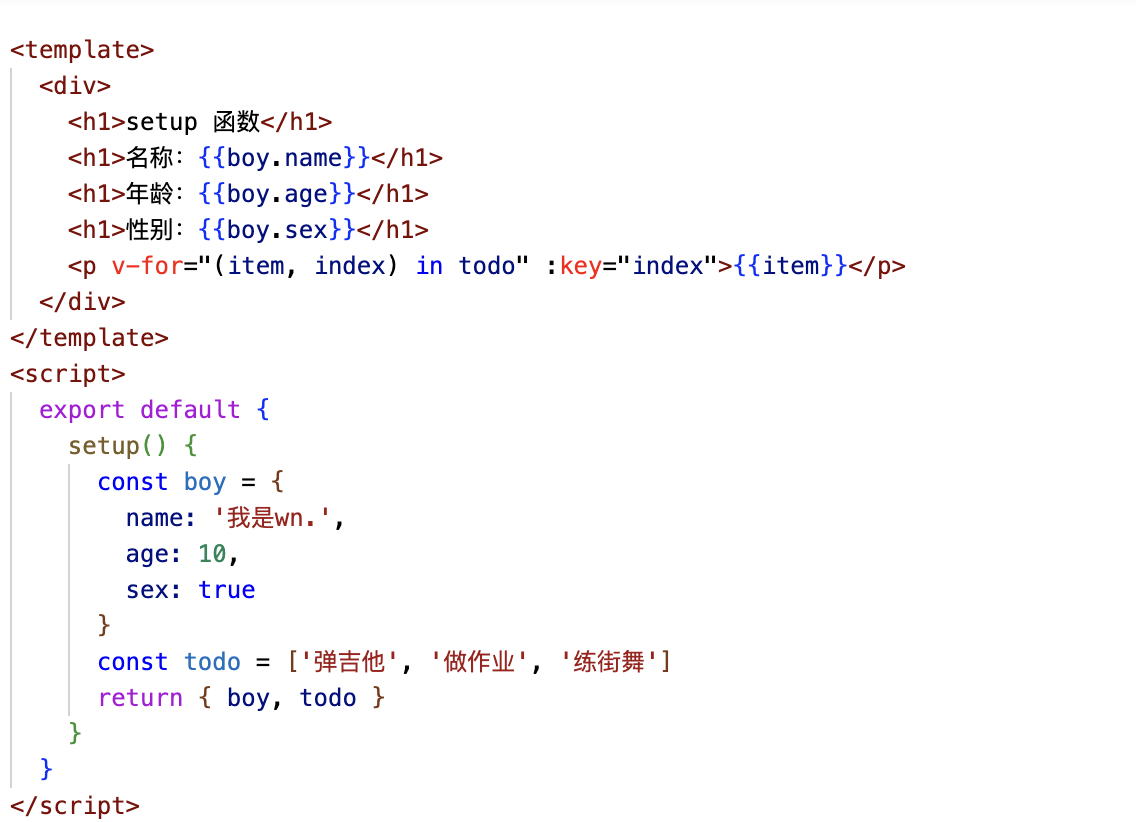 <template>
  <div>
    <h1>setup 函数</h1>
    <h1>名称：{{boy.name}}</h1>
    <h1>年龄：{{boy.age}}</h1>
    <h1>性别：{{boy.sex}}</h1>
    <p v-for="(item, index) in todo" :key="index">{{item}}</p>
  </div>
</template>
<script>
  export default {
    setup() {
      const boy = {
        name: '我是wn.',
        age: 10,
        sex: true
      }
      const todo = ['弹吉他', '做作业', '练街舞']
      return { boy, todo }
    }
  }
</script>